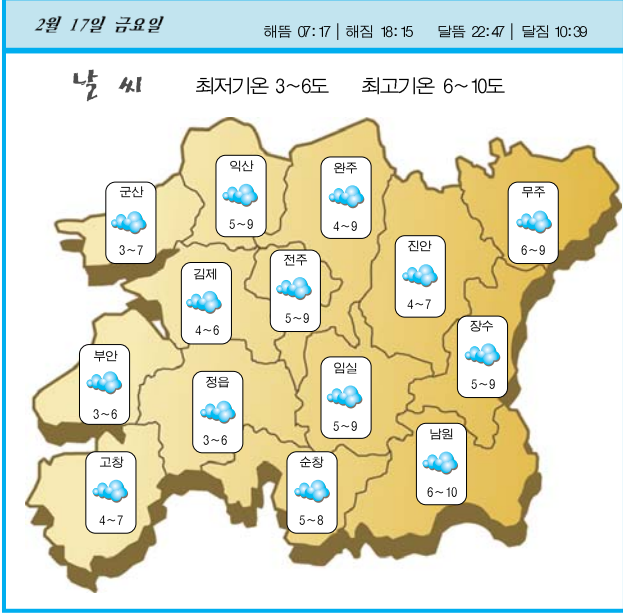 2월 17일 금요일
해뜸 07:17 | 해짐 18:15 달뜸 22:47 | 달짐 10:39
날 씨 최저기온 3~6도 최고기온 6~10도
익산
5~9
완주
4~9
군산
3~7
무주
6~9
진안
4~7
전주
5~9
김제
4~6
장수
5~9
부안
3~6
임실
5~9
정읍
3~6
남원
6~10
고창
4~7
순창
5~8